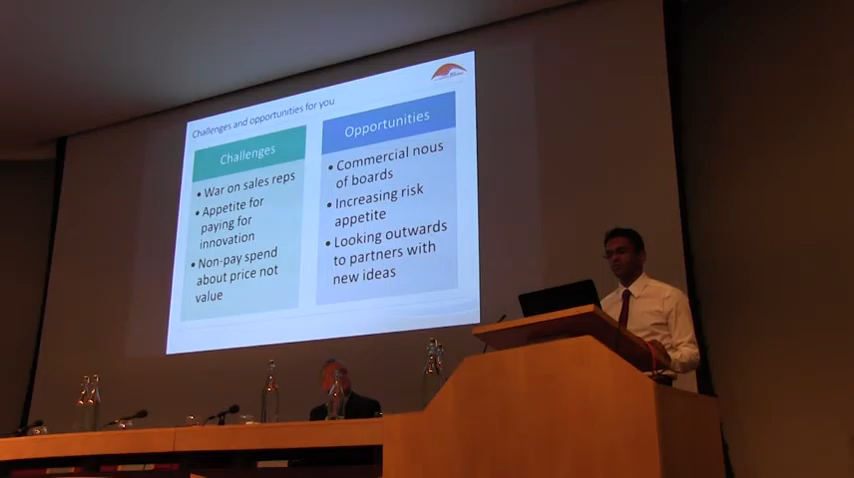 Challenges and opportunities for you
Challenges
• War on sales reps
• Appetite for
paying for
innovation
• Non-pay spend
about price not
value
Opportunities
• Commercial nous
of boards
• Increasing risk
appetite
• Looking outwards
to partners with
new ideas